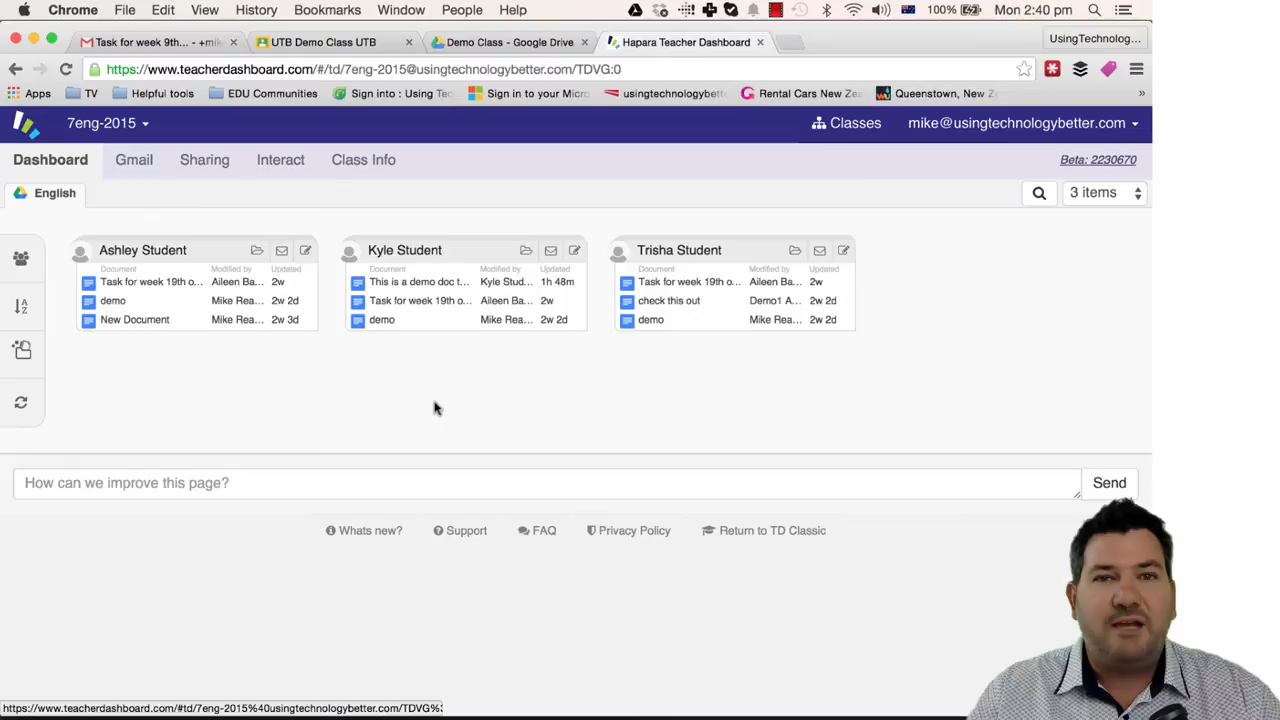 Chrome File Edit View History Bookmarks Window People Help 100% Mon 2:40 pm
Task for week 9th... - +mik UTB Demo Class UTB Demo Class - Google Drive Hapara Teacher Dashboard UsingTechnolog...
https://www.teacherdashboard.com/#/td/7eng-2015@usingtechnologybetter.com/TDVG:0
Apps TV Helpful tools EDU Communities Sign into : Using Tec Sign in to your Micro usingtechnologybette Rental Cars New Zea Queenstown, New Ze »
7eng-2015 Classes mike@usingtechnologybetter.com
Dashboard Gmail Sharing Interact Class Info Beta: 2230670
English 3 items
Ashley Student Kyle Student Trisha Student
Document Modified by Updated Document Modified by Updated Document Modified by Updated
Task for week 19th o... Aileen Ba... 2w This is a demo doc t... Kyle Stud... 1h 48m Task for week 19th o... Aileen Ba... 2w
demo Mike Rea... 2w 2d Task for week 19th o... Aileen Ba... 2w check this out Demo1 A... 2w 2d
New Document Mike Rea... 2w 3d demo Mike Rea... 2w 2d demo Mike Rea... 2w 2d
How can we improve this page? Send
Whats new? Support FAQ Privacy Policy Return to TD Classic
https://www.teacherdashboard.com/#td/7eng-2015%40usingtechnologybetter.com/TDVG%